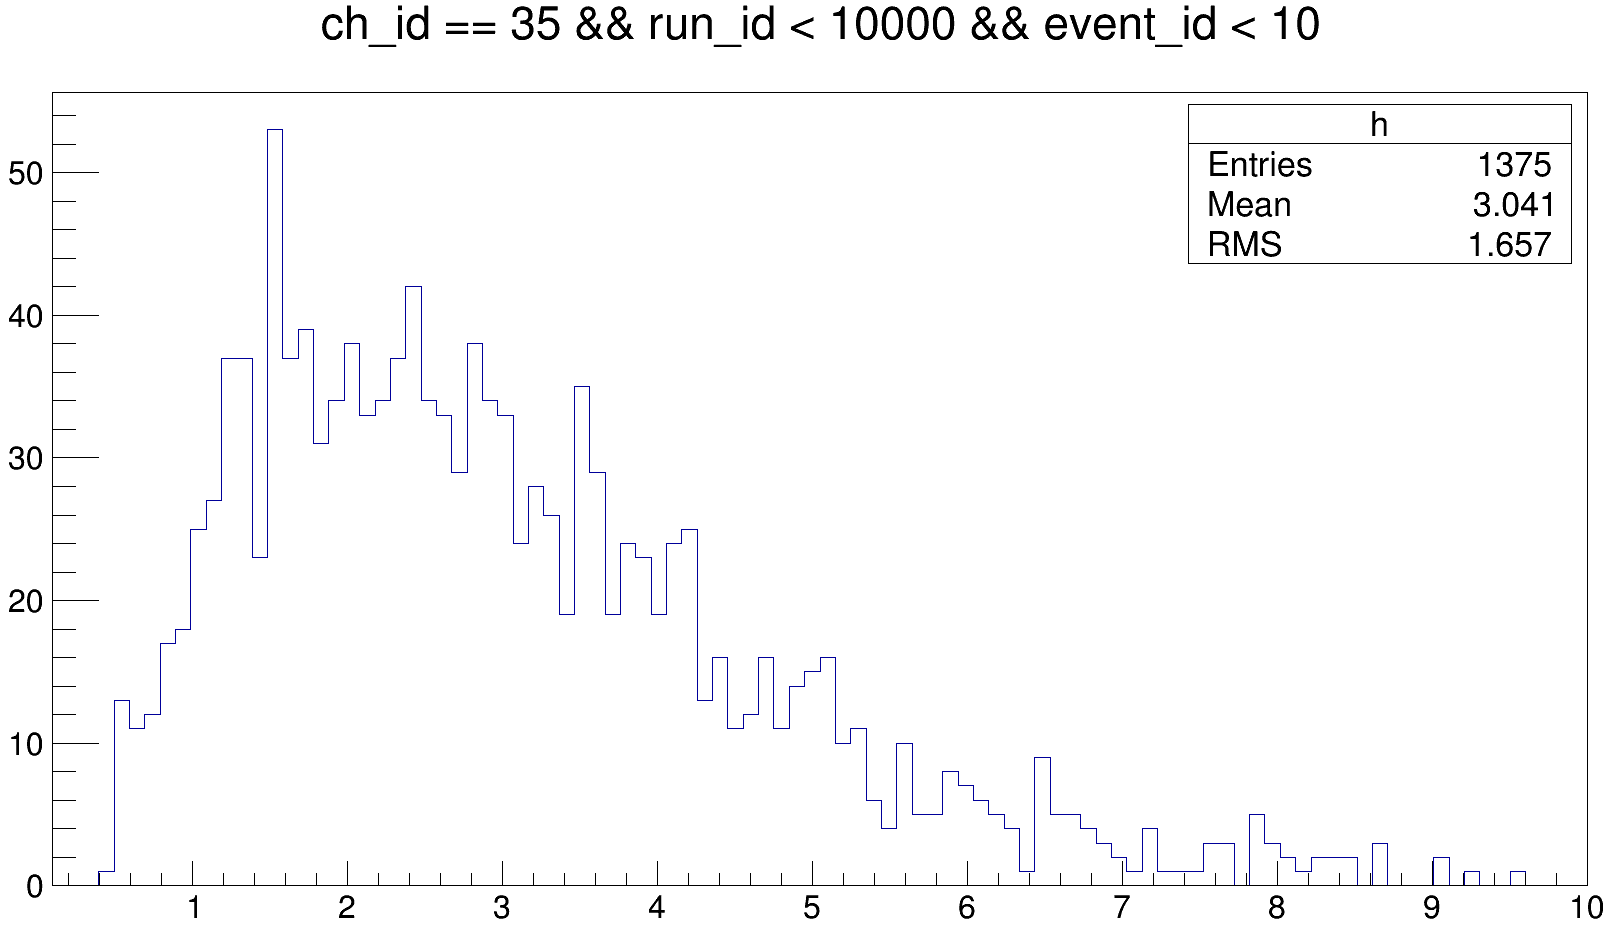 ch_id == 35 && run_id < 10000 && event_id < 10
h
Entries 1375
Mean 3.041
RMS 1.657
50
40
30
20
10
0
1 2 3 4 5 6 7 8 9 10